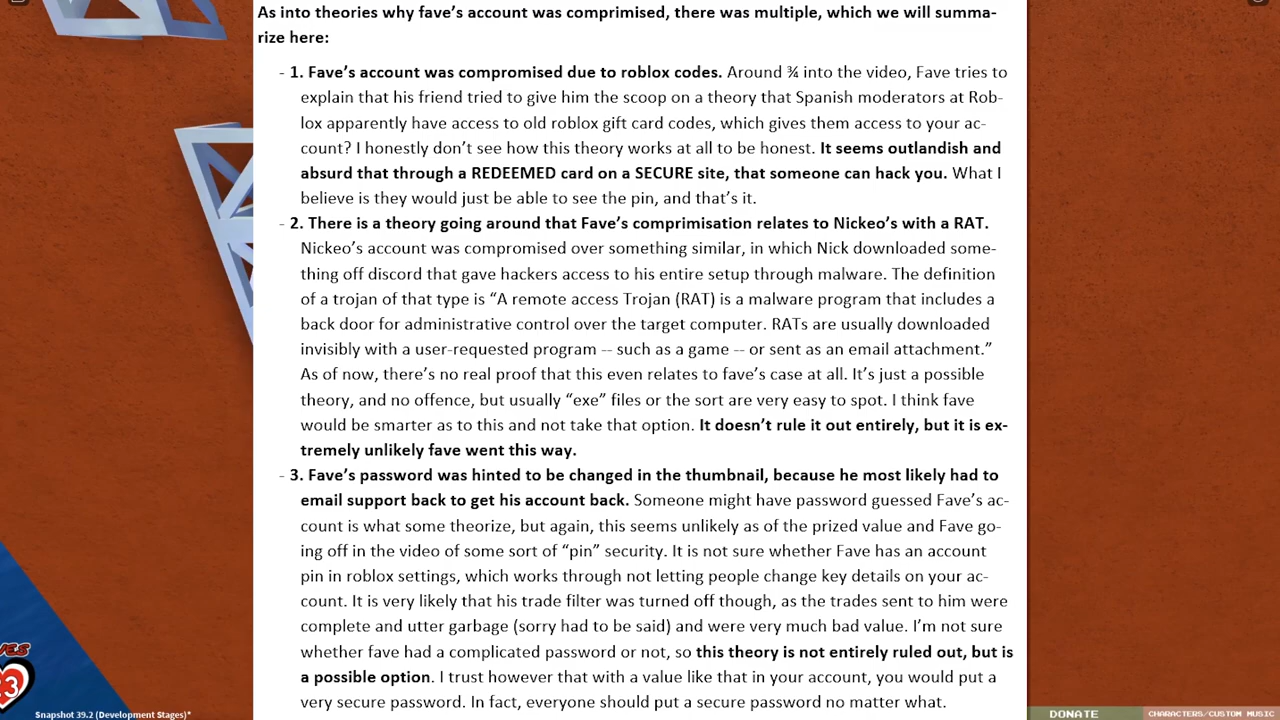 As into theories why fave’s account was comprimised, there was multiple, which we will summa-
rize here:
- 1. Fave’s account was compromised due to roblox codes. Around ¾ into the video, Fave tries to
explain that his friend tried to give him the scoop on a theory that Spanish moderators at Rob-
lox apparently have access to old roblox gift card codes, which gives them access to your ac-
count? I honestly don’t see how this theory works at all to be honest. It seems outlandish and
absurd that through a REDEEMED card on a SECURE site, that someone can hack you. What I
believe is they would just be able to see the pin, and that’s it.
- 2. There is a theory going around that Fave’s comprimisation relates to Nickeo’s with a RAT.
Nickeo’s account was compromised over something similar, in which Nick downloaded some-
thing off discord that gave hackers access to his entire setup through malware. The definition
of a trojan of that type is “A remote access Trojan (RAT) is a malware program that includes a
back door for administrative control over the target computer. RATs are usually downloaded
invisibly with a user-requested program -- such as a game -- or sent as an email attachment.”
As of now, there’s no real proof that this even relates to fave’s case at all. It’s just a possible
theory, and no offence, but usually “exe” files or the sort are very easy to spot. I think fave
would be smarter as to this and not take that option. It doesn’t rule it out entirely, but it is ex-
tremely unlikely fave went this way.
- 3. Fave’s password was hinted to be changed in the thumbnail, because he most likely had to
email support back to get his account back. Someone might have password guessed Fave’s ac-
count is what some theorize, but again, this seems unlikely as of the prized value and Fave go-
ing off in the video of some sort of “pin” security. It is not sure whether Fave has an account
pin in roblox settings, which works through not letting people change key details on your ac-
count. It is very likely that his trade filter was turned off though, as the trades sent to him were
complete and utter garbage (sorry had to be said) and were very much bad value. I’m not sure
whether fave had a complicated password or not, so this theory is not entirely ruled out, but is
a possible option. I trust however that with a value like that in your account, you would put a
very secure password. In fact, everyone should put a secure password no matter what.
VES
23
Snapshot 39.2 (Development Stages)*
DONATE
CHARACTERS/CUSTOM MUSIC